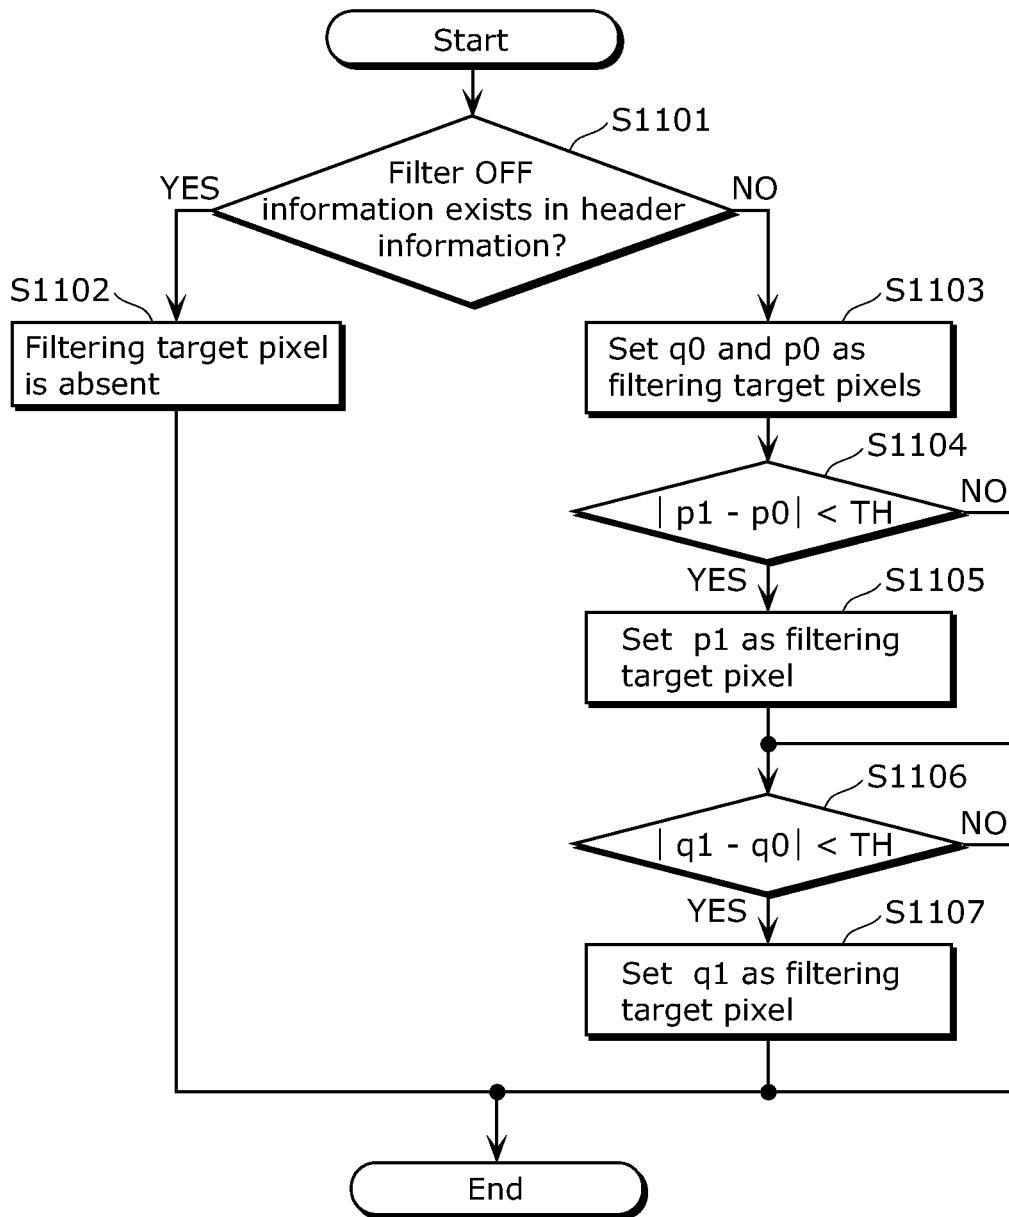 Start
S1101
Filter OFF
information exists in header
information?
YES
NO
S1102
Filtering target pixel
is absent
S1103
Set q0 and p0 as
filtering target pixels
S1104
| p1 - p0| < TH
NO
YES
S1105
Set p1 as filtering
target pixel
S1106
| q1 - q0| < TH
NO
YES
S1107
Set q1 as filtering
target pixel
End